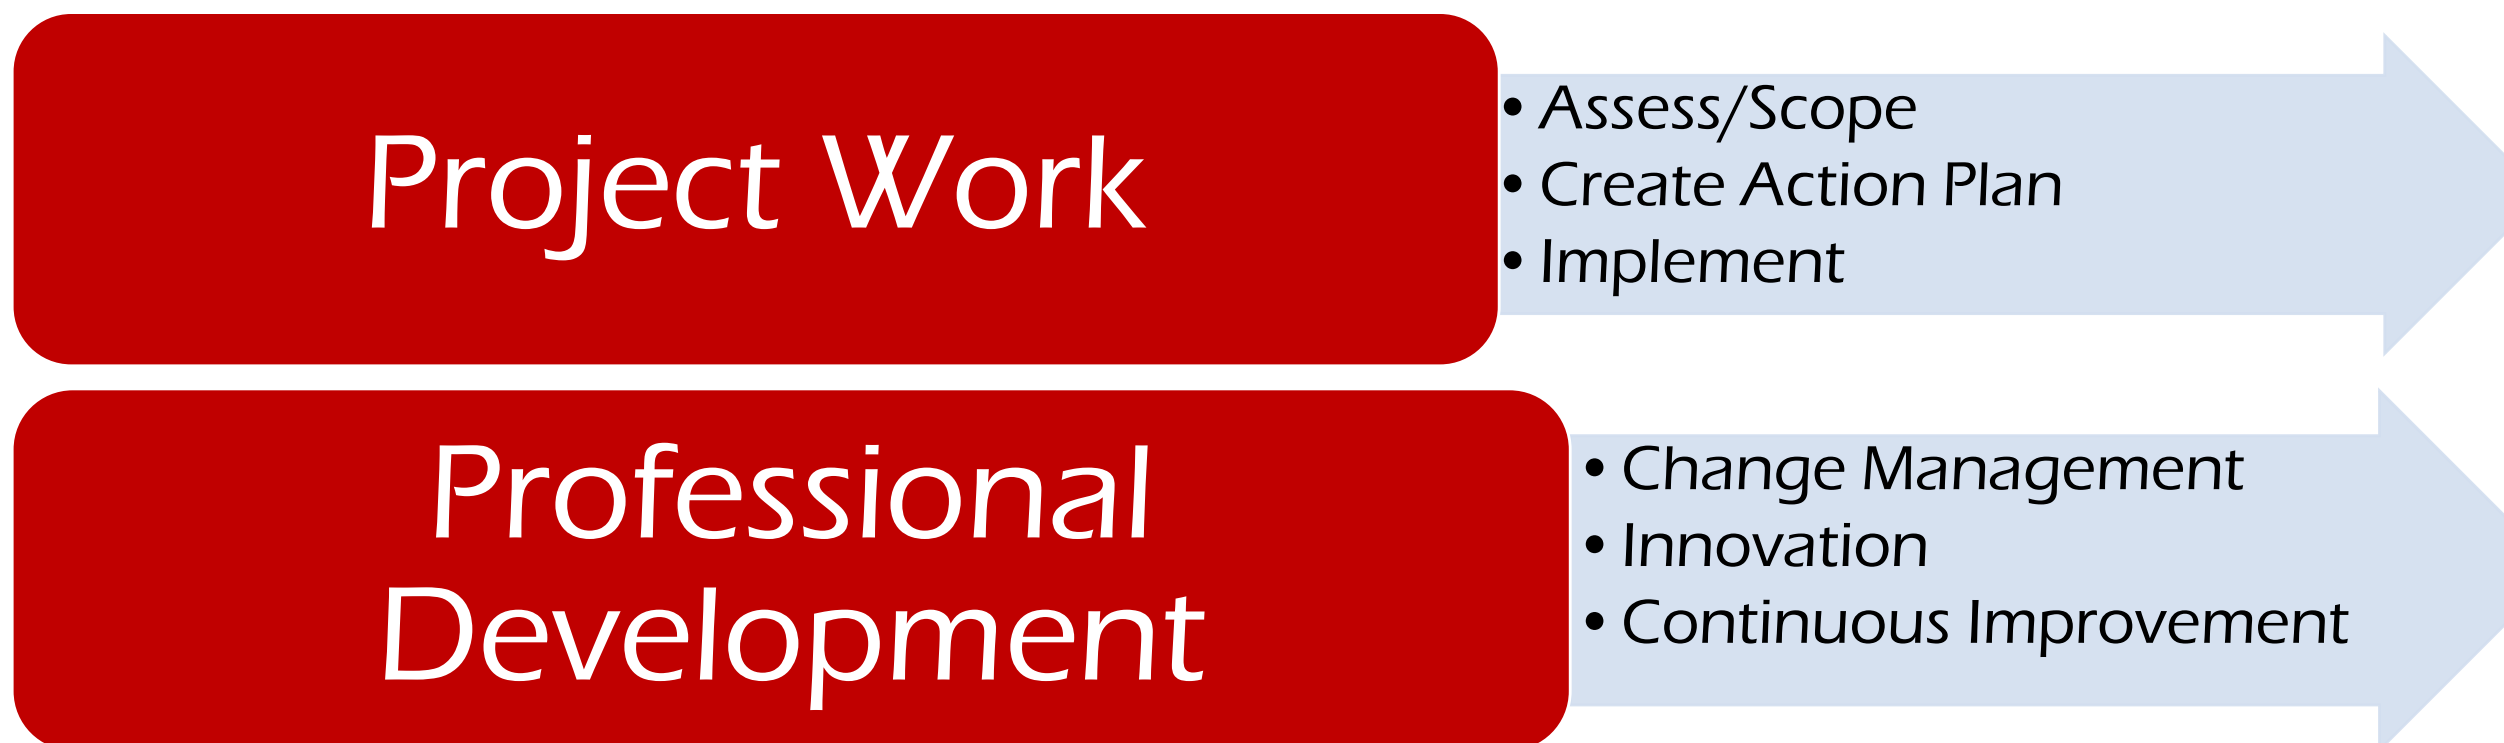 Project Work
• Assess/Scope
• Create Action Plan
• Implement
Professional
Development
• Change Management
• Innovation
• Continuous Improvement